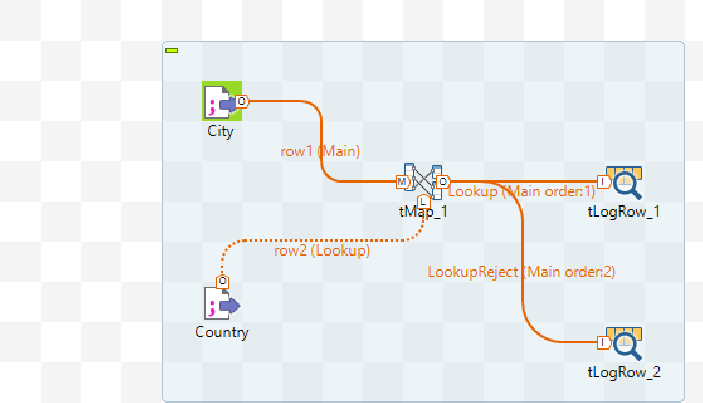 O
City
row1 (Main)
M
O
Lookup (Main order:1)
I
L
tMap_1
tLogRow_1
row2 (Lookup)
LookupReject (Main order:2)
O
Country
I
tLogRow_2